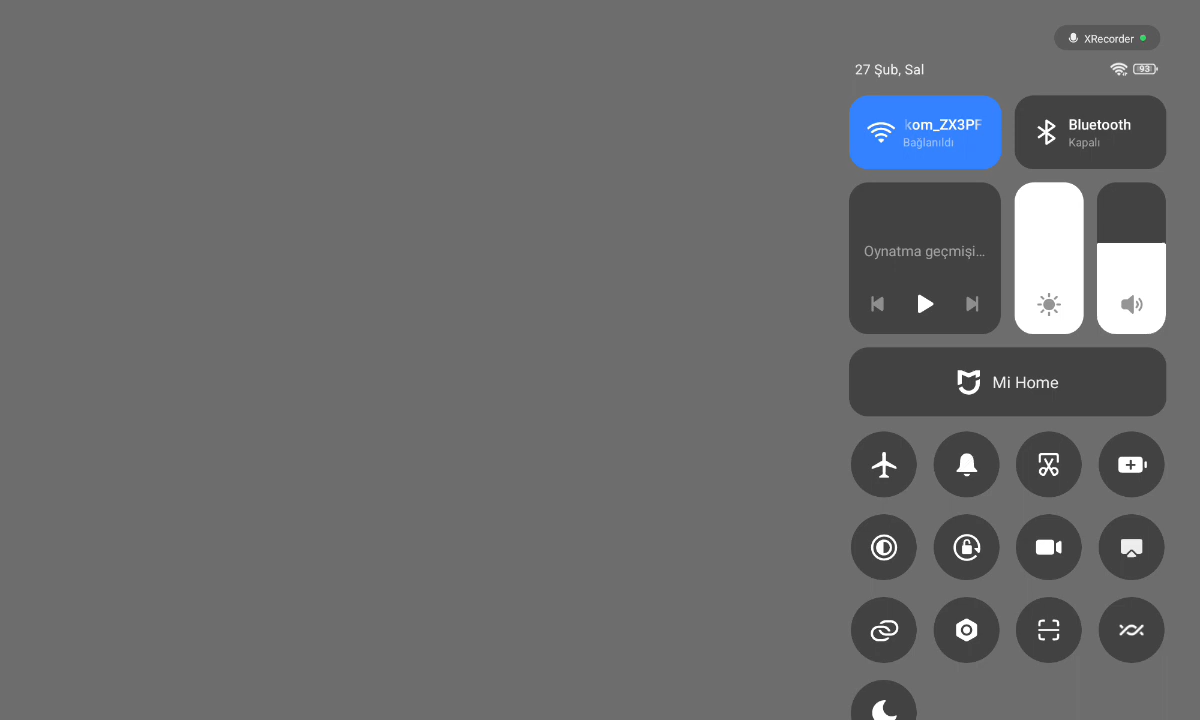 XRecorder
27 Şub, Sal
93
kom_ZX3PF
Bağlanıldı
Bluetooth
Kapalı
Oynatma geçmişi...
Mi Home